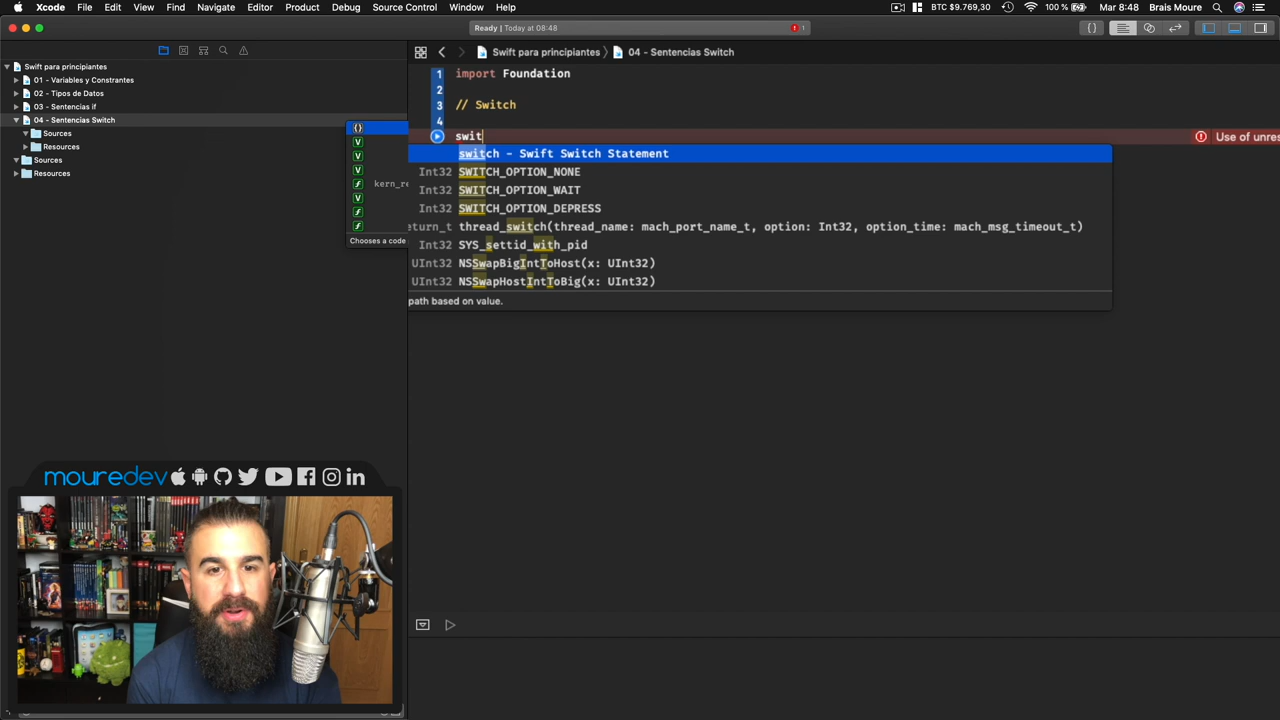 Xcode File Edit View Find Navigate Editor Product Debug Source Control Window Help BTC $9.769,30 100 % Mar 8:48 Brais Moure
Ready | Today at 08:48 1
Swift para principiantes
01 - Variables y Constrantes
02 - Tipos de Datos
03 - Sentencias if
04 - Sentencias Switch
Sources
Resources
Sources
Resources
Swift para principiantes 04 - Sentencias Switch
1 import Foundation
2
3 // Switch
4
swit
Use of unres
{}
V
V
V
f kern_re
V
f
f
Chooses a code
switch - Swift Switch Statement
Int32 SWITCH_OPTION_NONE
Int32 SWITCH_OPTION_WAIT
Int32 SWITCH_OPTION_DEPRESS
eturn_t thread_switch(thread_name: mach_port_name_t, option: Int32, option_time: mach_msg_timeout_t)
Int32 SYS_settid_with_pid
UInt32 NSSwapBigIntToHost(x: UInt32)
UInt32 NSSwapHostIntToBig(x: UInt32)
path based on value.
mouredev